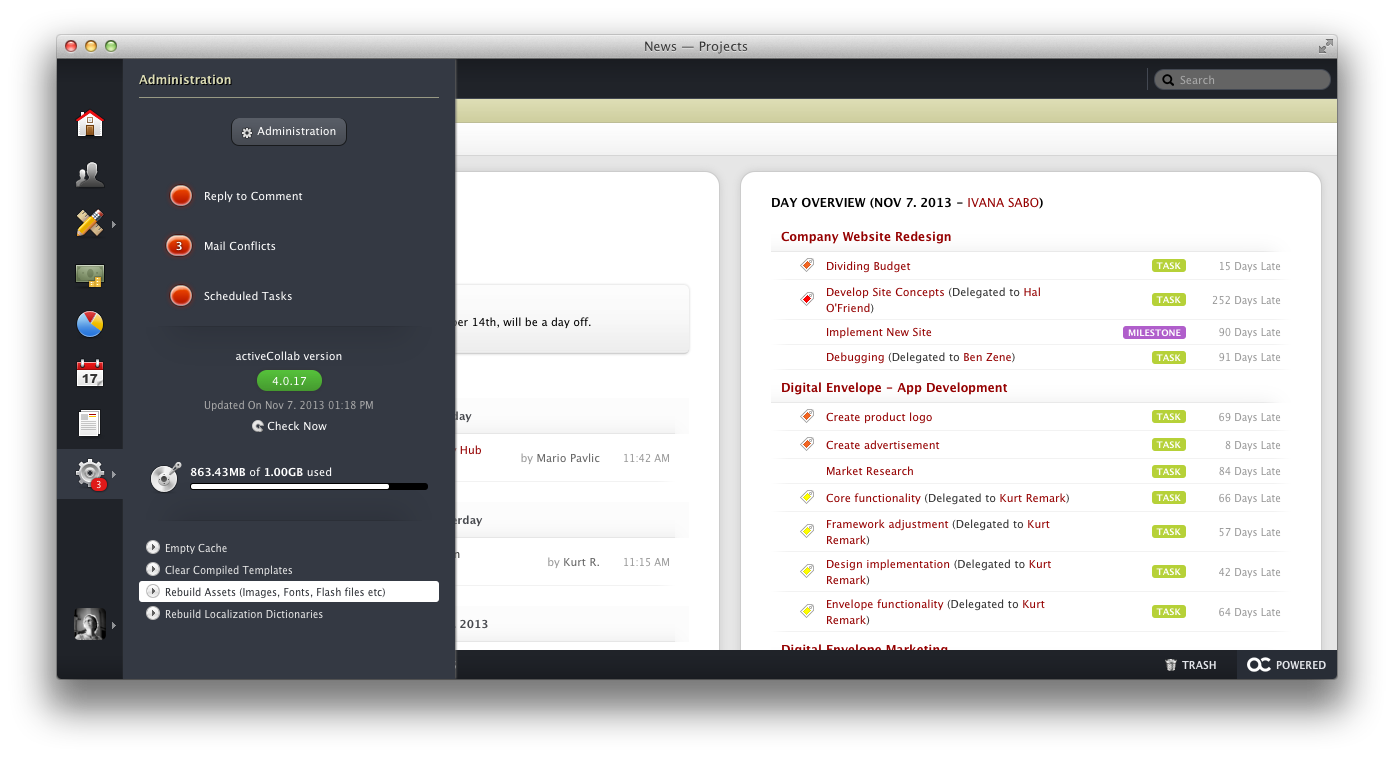 News — Projects
Search
Administration
Administration
Reply to Comment
3 Mail Conflicts
Scheduled Tasks
activeCollab version
4.0.17
Updated On Nov 7. 2013 01:18 PM
Check Now
863.43MB of 1.00GB used
Empty Cache
Clear Compiled Templates
Rebuild Assets (Images, Fonts, Flash files etc)
Rebuild Localization Dictionaries
17
3
ber 14th, will be a day off.
day
Hub
by Mario Pavlic 11:42 AM
erday
n
by Kurt R. 11:15 AM
2013
DAY OVERVIEW (NOV 7. 2013 - IVANA SABO)
Company Website Redesign
Dividing Budget TASK 15 Days Late
Develop Site Concepts (Delegated to Hal
O'Friend) TASK 252 Days Late
Implement New Site MILESTONE 90 Days Late
Debugging (Delegated to Ben Zene) TASK 91 Days Late
Digital Envelope - App Development
Create product logo TASK 69 Days Late
Create advertisement TASK 8 Days Late
Market Research TASK 84 Days Late
Core functionality (Delegated to Kurt Remark) TASK 66 Days Late
Framework adjustment (Delegated to Kurt
Remark) TASK 57 Days Late
Design implementation (Delegated to Kurt
Remark) TASK 42 Days Late
Envelope functionality (Delegated to Kurt
Remark) TASK 64 Days Late
Digital Envelope Marketing
TRASH
POWERED